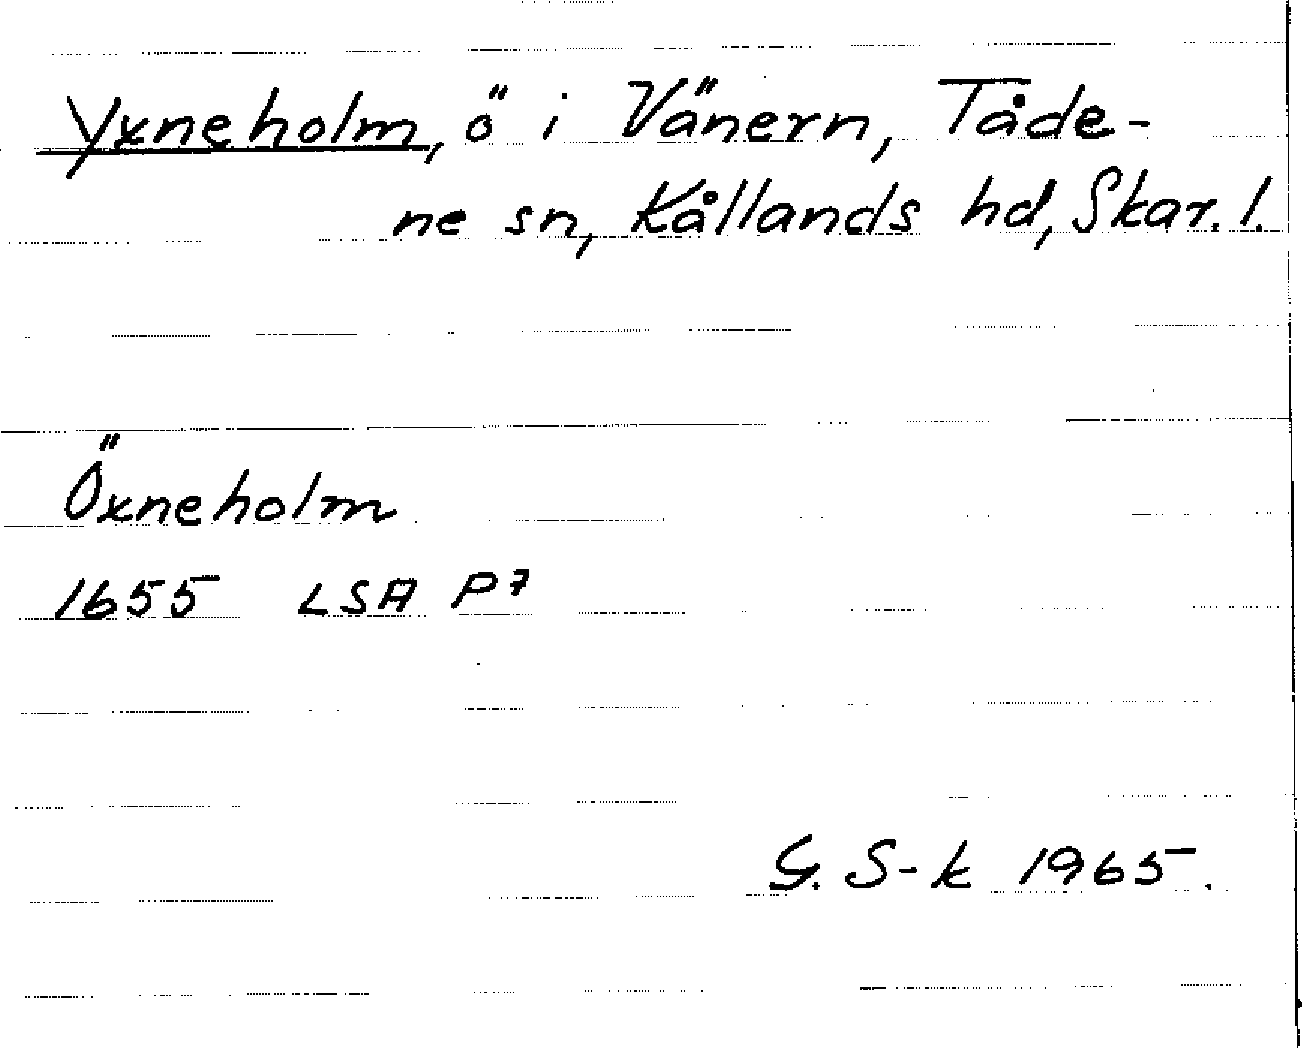 Yxneholm, ö i Vänern, Tåde-
ne sn, Kållands hd, Skar. l.
Öxneholm
1655 LSA P7
G. S-k 1965.